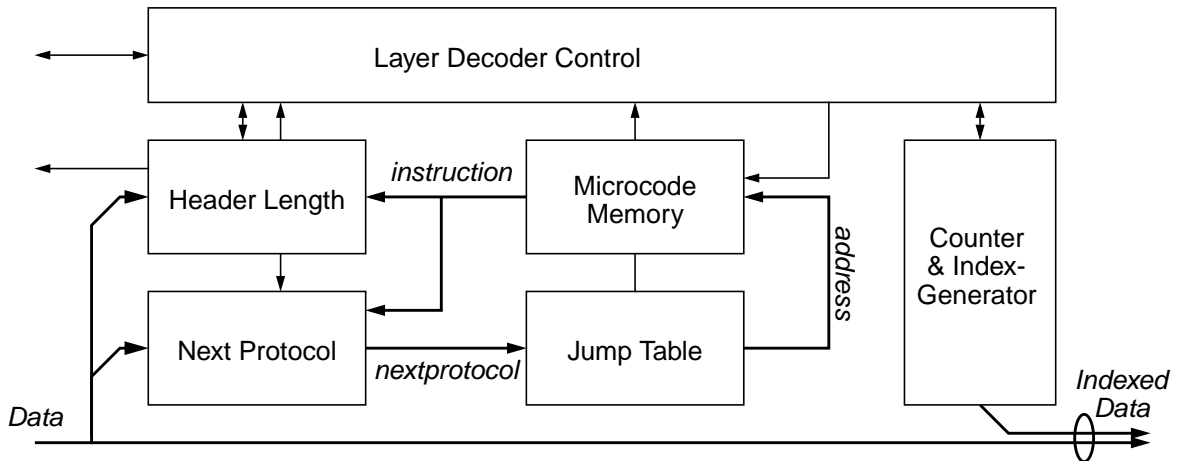 Layer Decoder Control
instruction
Header Length
Microcode
Memory
address
Counter
& Index-
Generator
Next Protocol
nextprotocol
Jump Table
Data
Indexed
Data